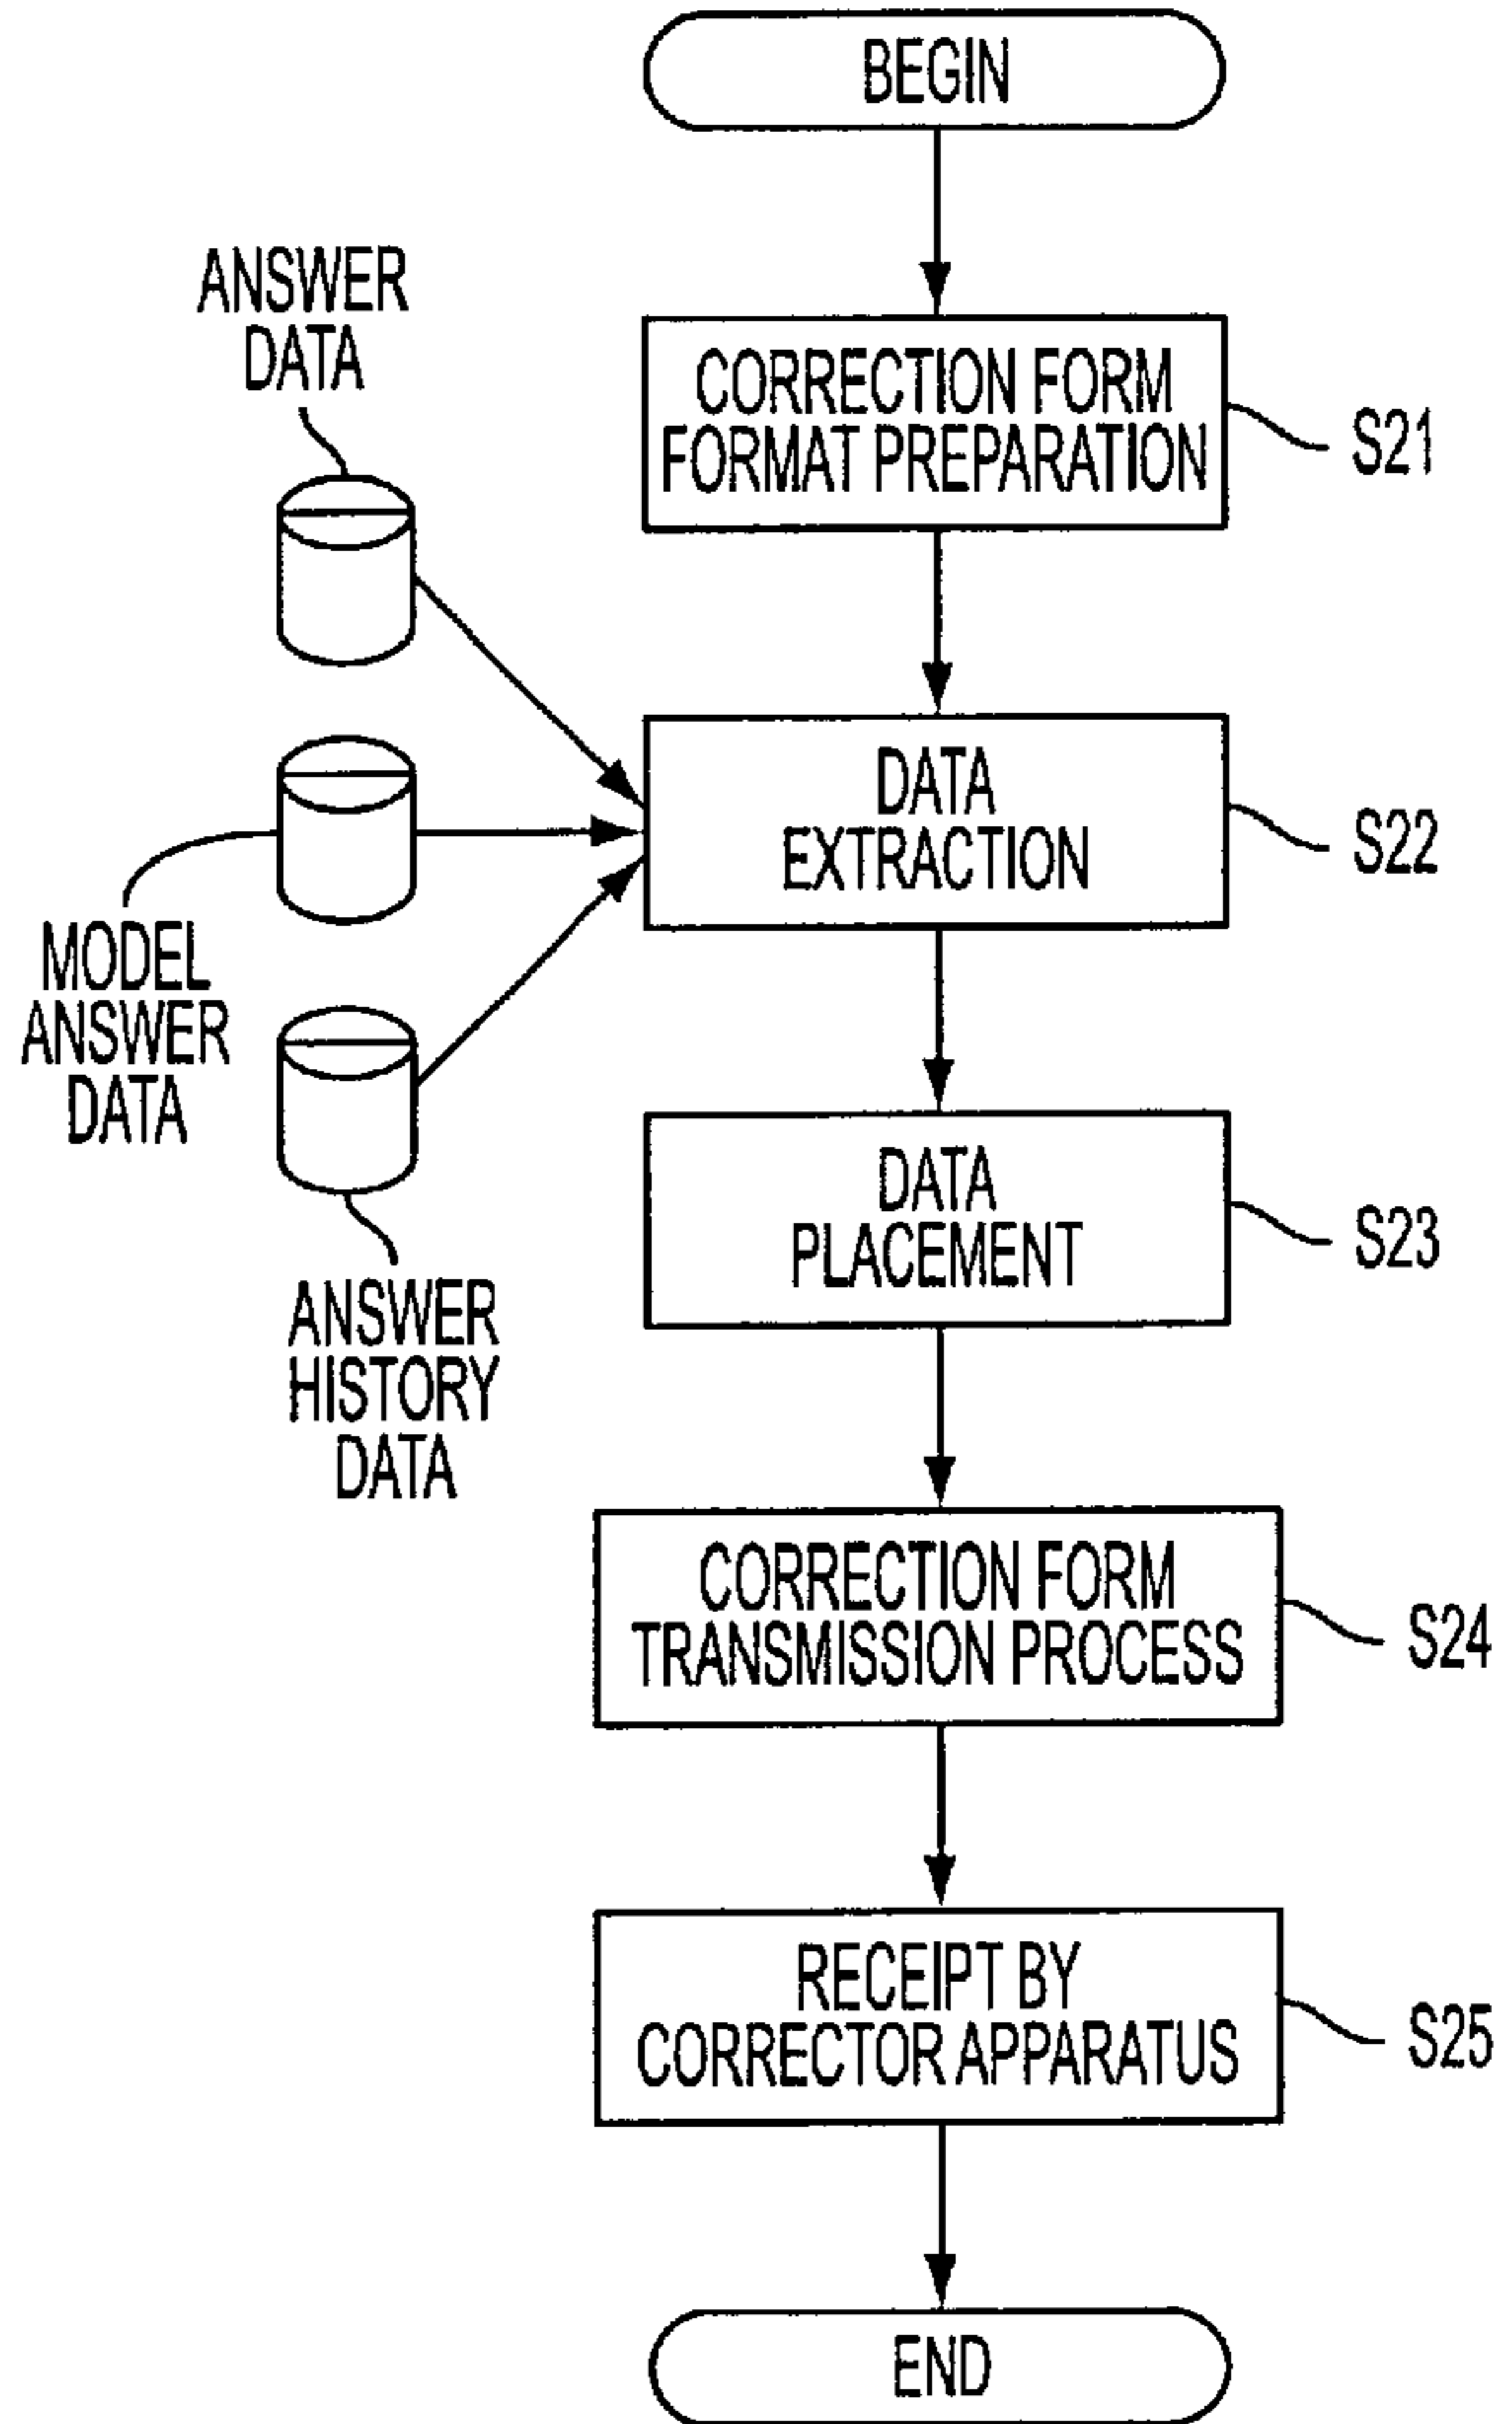 BEGIN
ANSWER
DATA
CORRECTION FORM
FORMAT PREPARATION
S21
DATA
EXTRACTION
S22
MODEL
ANSWER
DATA
DATA
PLACEMENT
S23
ANSWER
HISTORY
DATA
CORRECTION FORM
TRANSMISSION PROCESS
S24
RECEIPT BY
CORRECTOR APPARATUS
S25
END